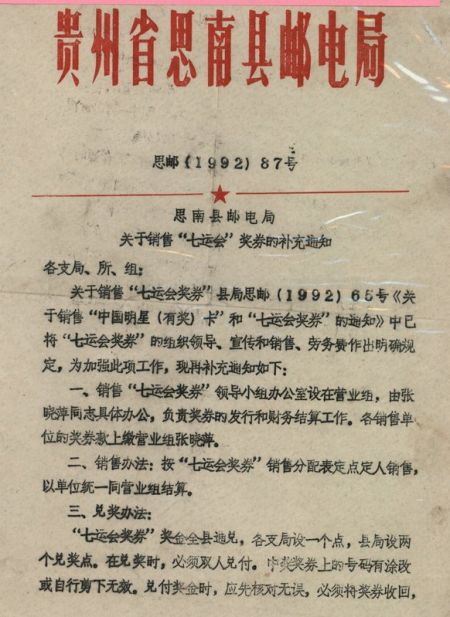 贵州省思南县邮电局
思邮(1992)87号
思南县邮电局
关于销售“七运会”奖券的补充通知
各支局、所、组:
关于销售“七运会奖券”县局思邮(1992)65号《关
于销售“中国明星(有奖)卡”和“七运会奖券”的通知》中已
将“七运会奖券”的组织领导、宣传和销售、劳务费作出明确规
定,为加强此项工作,现再补充通知如下:
一、销售“七运会奖券”领导小组办公室设在营业组,由张
晓萍同志具体办公,负责奖券的发行和财务结算工作。各销售单
位的奖券款上缴营业组张晓萍。
二、销售办法:按“七运会奖券”销售分配表定点定人销售,
以单位统一同营业组结算。
三、兑奖办法:
“七运会奖券”奖金全县通兑,各支局设一个点,县局设两
个兑奖点。在兑奖时,必须取人兑付。中奖奖券上的号码有涂改
或自行剪下无效。兑付奖金时,应先核对无误,必须将奖券收回,